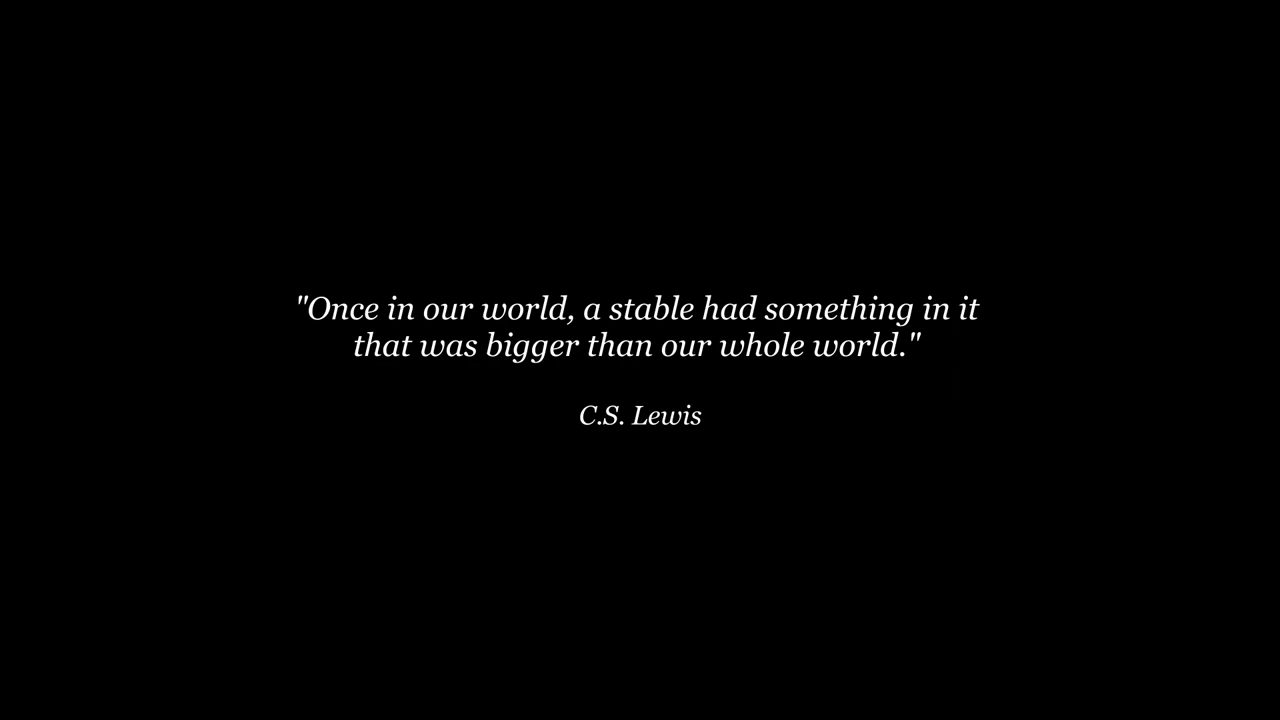 "Once in our world, a stable had something in it
that was bigger than our whole world."
C.S. Lewis